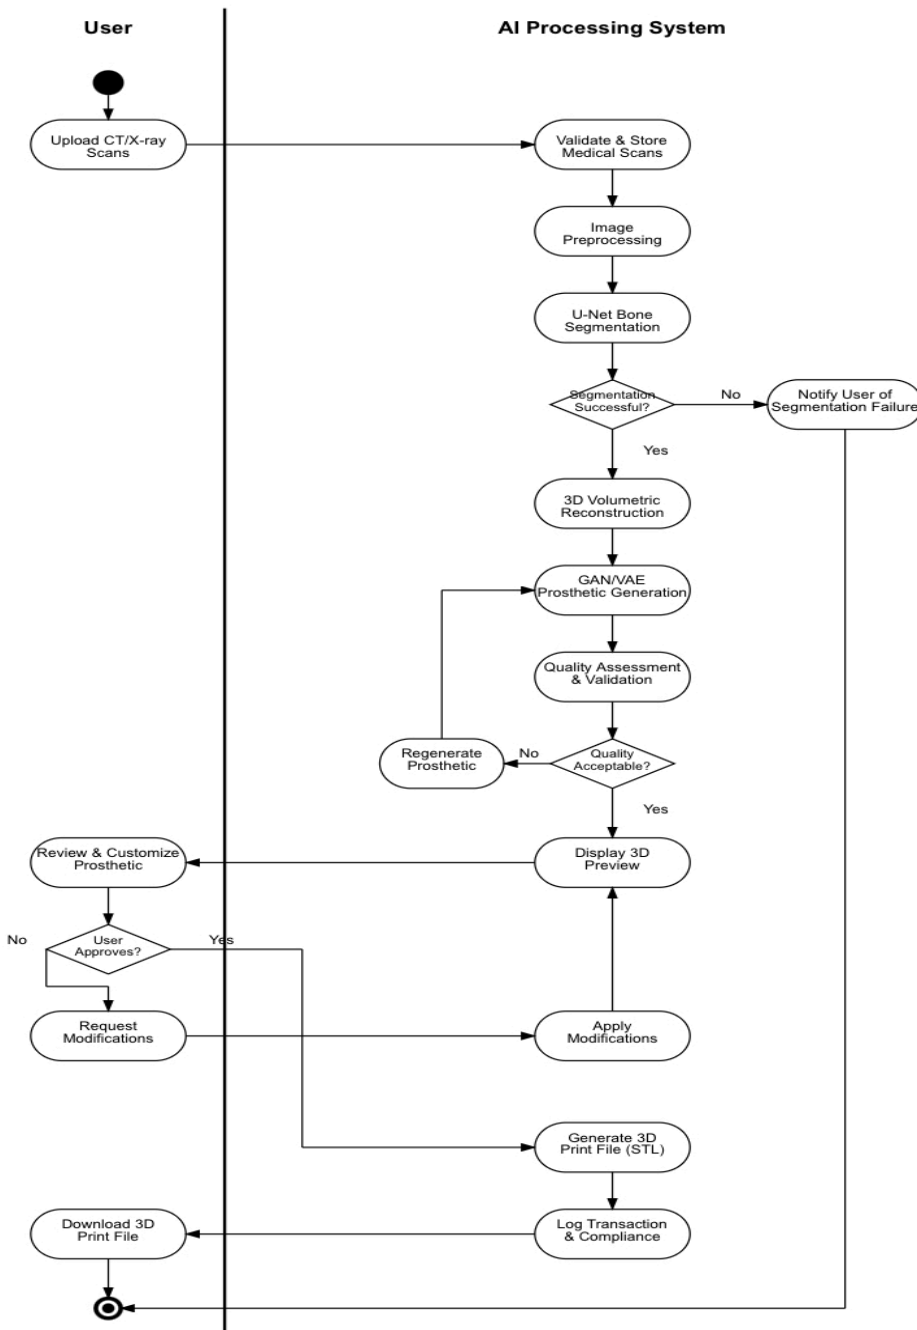 User
AI Processing System
Upload CT/X-ray
Scans
Validate & Store
Medical Scans
Image
Preprocessing
U-Net Bone
Segmentation
Segmentation
Successful?
No
Notify User of
Segmentation Failure
Yes
3D Volumetric
Reconstruction
GAN/VAE
Prosthetic Generation
Quality Assessment
& Validation
Regenerate
Prosthetic
No
Quality
Acceptable?
Yes
Review & Customize
Prosthetic
Display 3D
Preview
No
User
Approves?
Yes
Request
Modifications
Apply
Modifications
Generate 3D
Print File (STL)
Download 3D
Print File
Log Transaction
& Compliance